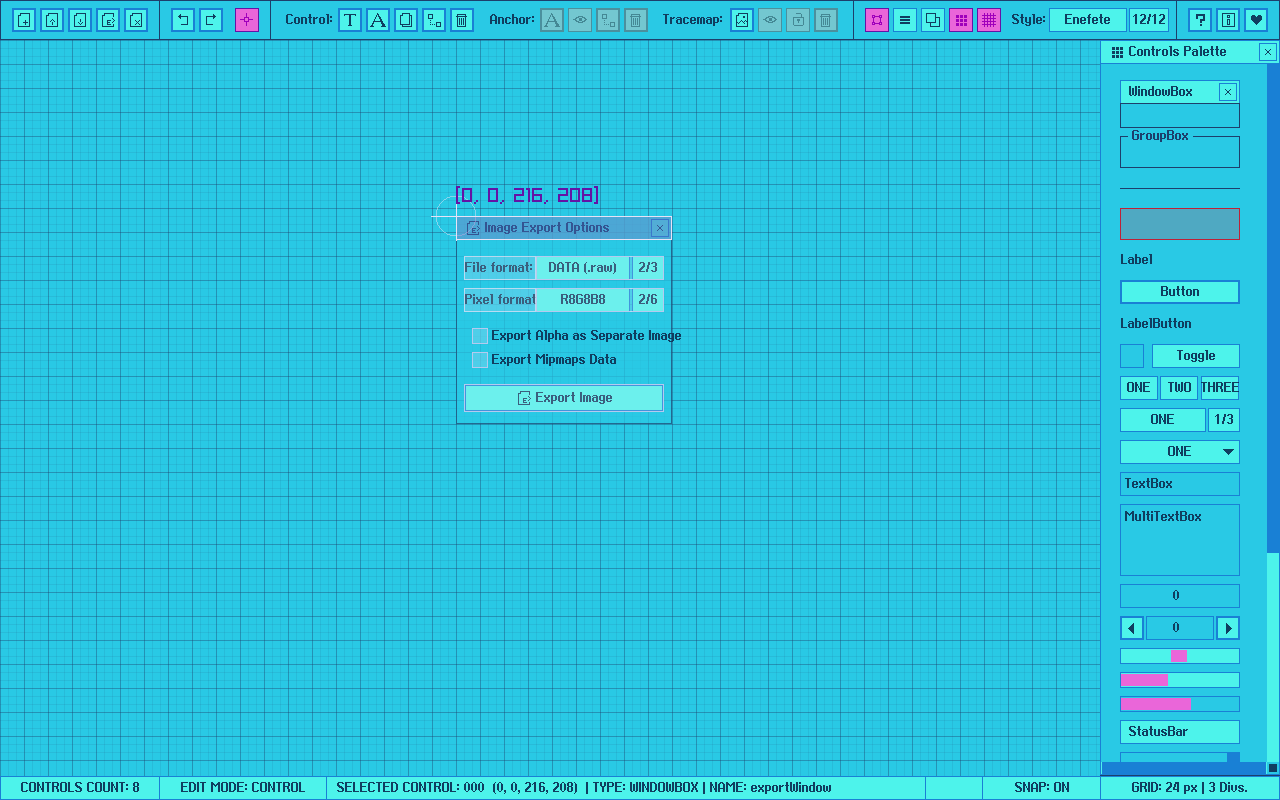 Control:
Anchor:
Tracemap:
Style:
Enefete
12/12
Controls Palette
WindowBox
GroupBox
[0, 0, 216, 208]
Image Export Options
File format:
DATA (.raw)
2/3
Pixel format
R8G8B8
2/6
Export Alpha as Separate Image
Export Mipmaps Data
Export Image
Label
Button
LabelButton
Toggle
ONE
TWO
THREE
ONE
1/3
ONE
TextBox
MultiTextBox
0
0
StatusBar
CONTROLS COUNT: 8
EDIT MODE: CONTROL
SELECTED CONTROL: 000 (0, 0, 216, 208) | TYPE: WINDOWBOX | NAME: exportWindow
SNAP: ON
GRID: 24 px | 3 Divs.